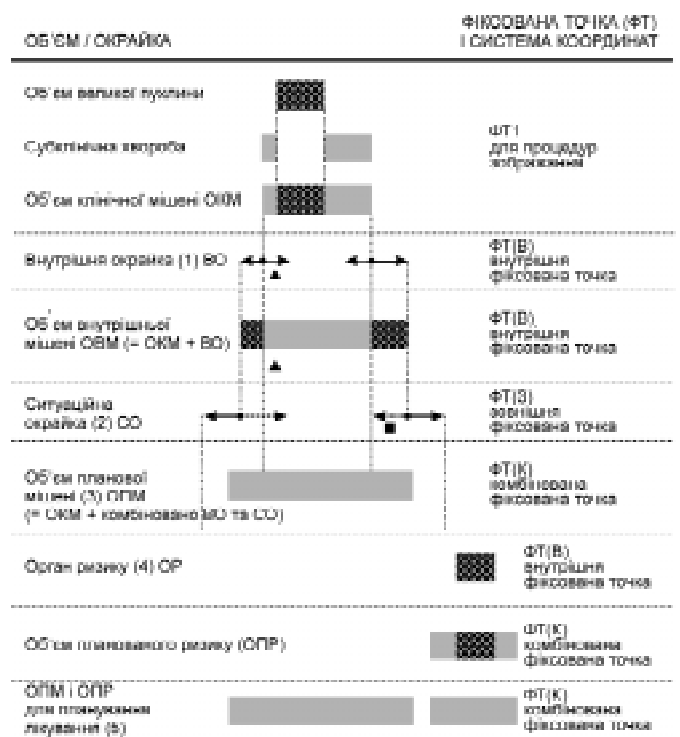 ОБ'ЄМ / ОКРАЙКА
ФІКСОВАНА ТОЧКА (ФТ)
І СИСТЕМА КООРДИНАТ
Об'єм великої пухлини
Субклінічна хвороба
ФТ1
для процедур
зображення
Об'єм клінічної мішені ОКМ
Внутрішня окрайка (1) ВО
ФТ(В)
внутрішня
фіксована точка
Об'єм внутрішньої
мішені ОВМ (= ОКМ + ВО)
ФТ(В)
внутрішня
фіксована точка
Ситуаційна
окрайка (2) СО
ФТ(З)
зовнішня
фіксована точка
Об'єм планової
мішені (3) ОПМ
(= ОКМ + комбіновано ВО та СО)
ФТ(К)
комбінована
фіксована точка
Орган ризику (4) ОР
ФТ(В)
внутрішня
фіксована точка
Об'єм планованого ризику (ОПР)
ФТ(К)
комбінована
фіксована точка
ОПМ і ОПР
для планування
лікування (5)
ФТ(К)
комбінована
фіксована точка